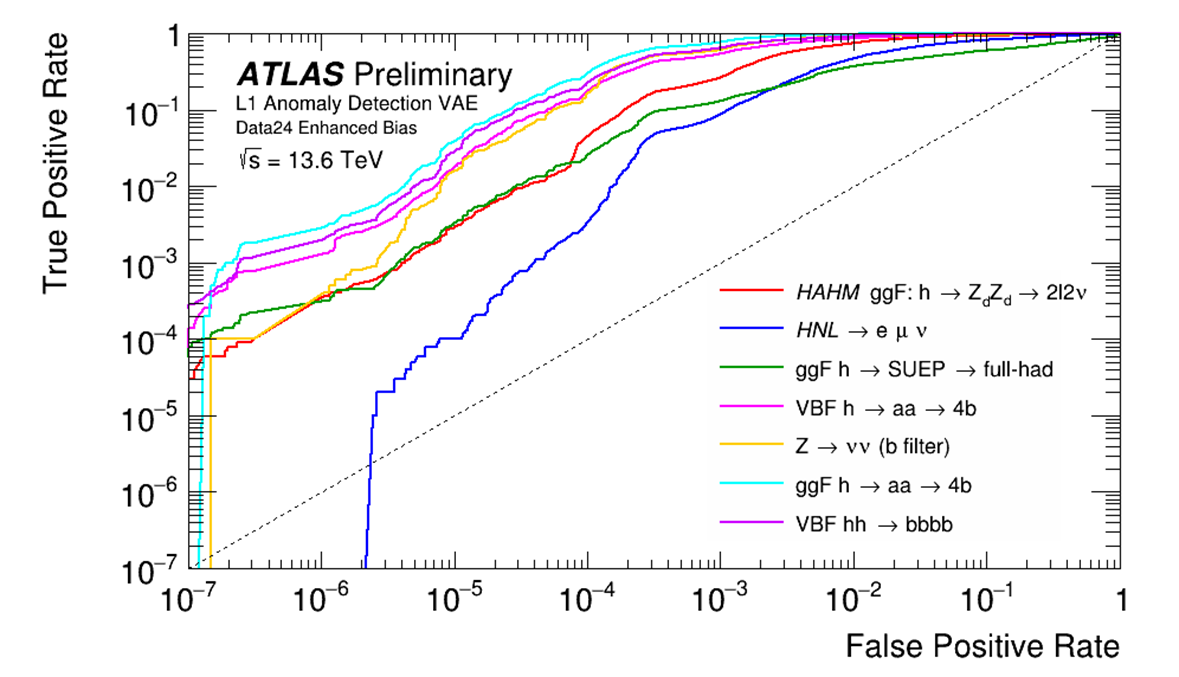 True Positive Rate
1
10⁻¹
10⁻²
10⁻³
10⁻⁴
10⁻⁵
10⁻⁶
10⁻⁷
ATLAS Preliminary
L1 Anomaly Detection VAE
Data24 Enhanced Bias
√s = 13.6 TeV
HAHM ggF: h → Z_dZ_d → 2l2ν
HNL → e μ ν
ggF h → SUEP → full-had
VBF h → aa → 4b
Z → νν (b filter)
ggF h → aa → 4b
VBF hh → bbbb
10⁻⁷ 10⁻⁶ 10⁻⁵ 10⁻⁴ 10⁻³ 10⁻² 10⁻¹ 1
False Positive Rate